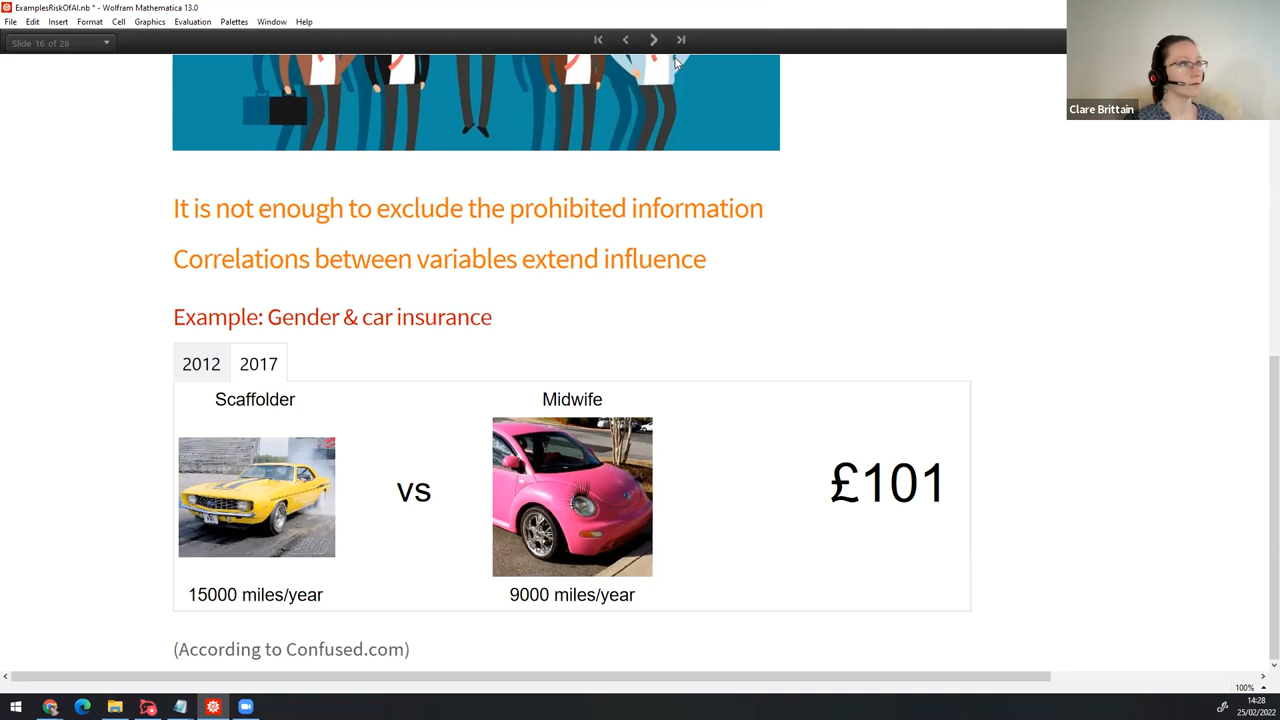 ExamplesRiskOfAI.nb * - Wolfram Mathematica 13.0
File Edit Insert Format Cell Graphics Evaluation Palettes Window Help
Slide 16 of 28
Clare Brittain
It is not enough to exclude the prohibited information
Correlations between variables extend influence
Example: Gender & car insurance
2012 2017
Scaffolder Midwife
vs £101
15000 miles/year 9000 miles/year
(According to Confused.com)
100%
14:28
25/02/2022